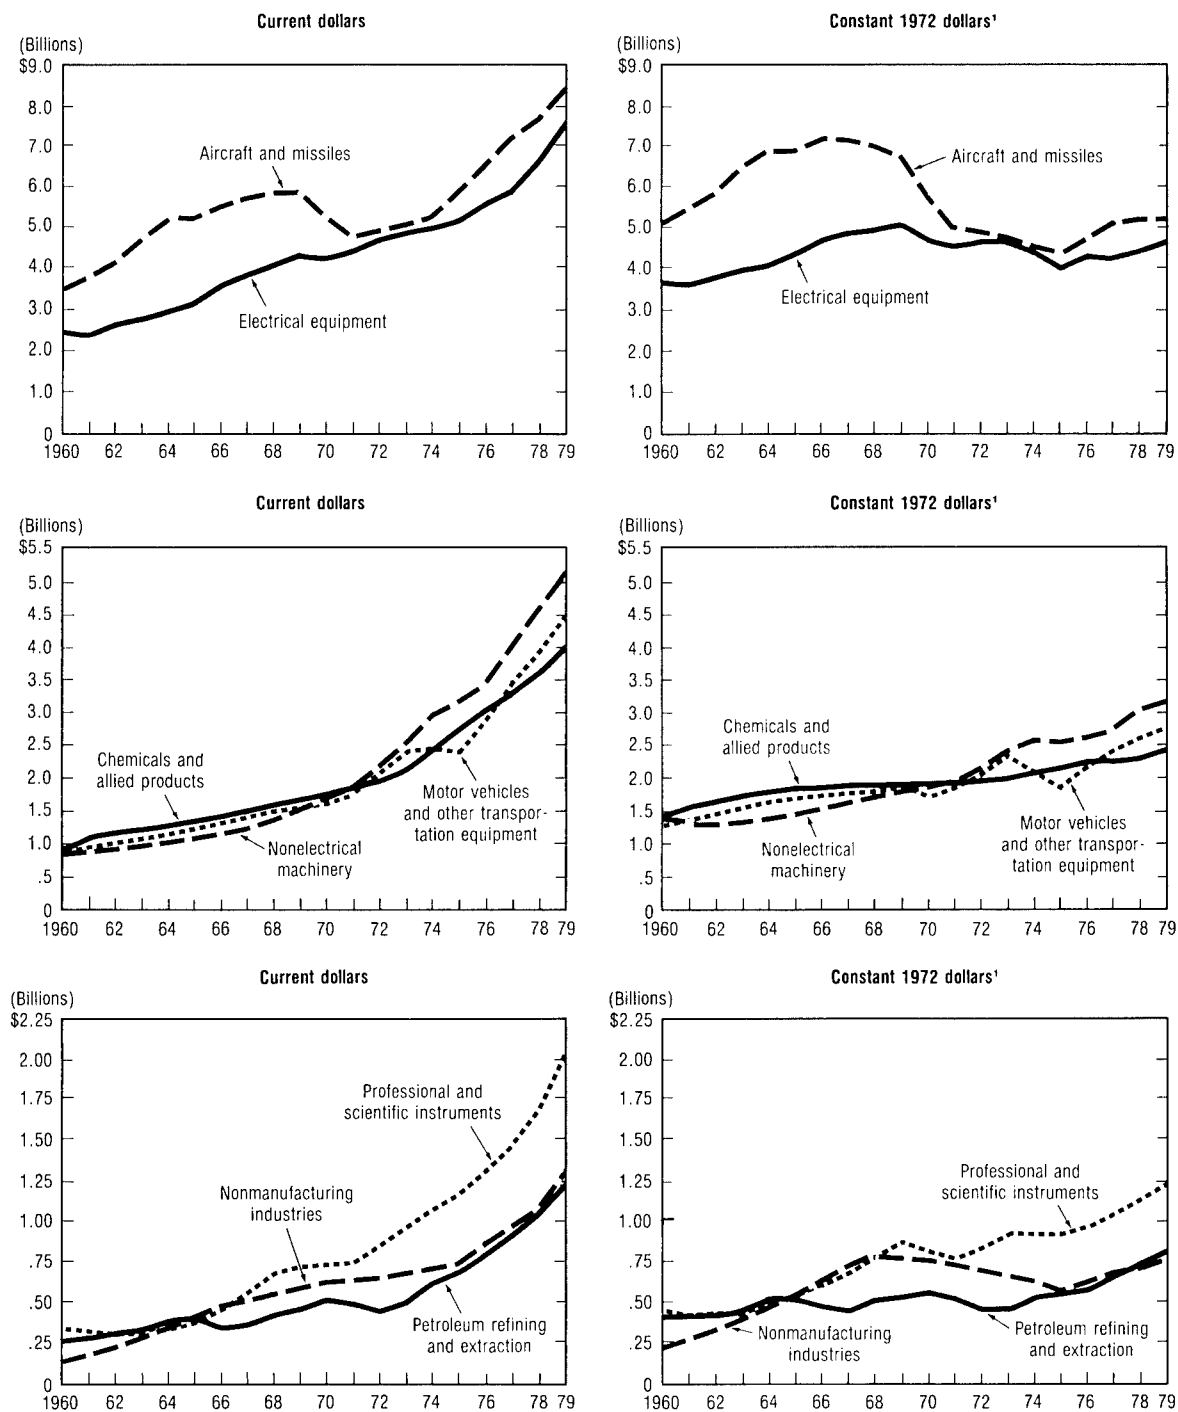 Current dollars
(Billions)
$9.0
8.0
7.0
6.0
5.0
4.0
3.0
2.0
1.0
0
Aircraft and missiles
Electrical equipment
1960 62 64 66 68 70 72 74 76 78 79
Constant 1972 dollars¹
(Billions)
$9.0
8.0
7.0
6.0
5.0
4.0
3.0
2.0
1.0
0
Aircraft and missiles
Electrical equipment
1960 62 64 66 68 70 72 74 76 78 79
Current dollars
(Billions)
$5.5
5.0
4.5
4.0
3.5
3.0
2.5
2.0
1.5
1.0
.5
0
Chemicals and
allied products
Motor vehicles
and other transpor-
tation equipment
Nonelectrical
machinery
1960 62 64 66 68 70 72 74 76 78 79
Constant 1972 dollars¹
(Billions)
$5.5
5.0
4.5
4.0
3.5
3.0
2.5
2.0
1.5
1.0
.5
0
Chemicals and
allied products
Nonelectrical
machinery
Motor vehicles
and other transpor-
tation equipment
1960 62 64 66 68 70 72 74 76 78 79
Current dollars
(Billions)
$2.25
2.00
1.75
1.50
1.25
1.00
.75
.50
.25
0
Professional and
scientific instruments
Nonmanufacturing
industries
Petroleum refining
and extraction
1960 62 64 66 68 70 72 74 76 78 79
Constant 1972 dollars¹
(Billions)
$2.25
2.00
1.75
1.50
1.25
1.00
.75
.50
.25
0
Professional and
scientific instruments
Nonmanufacturing
industries
Petroleum refining
and extraction
1960 62 64 66 68 70 72 74 76 78 79